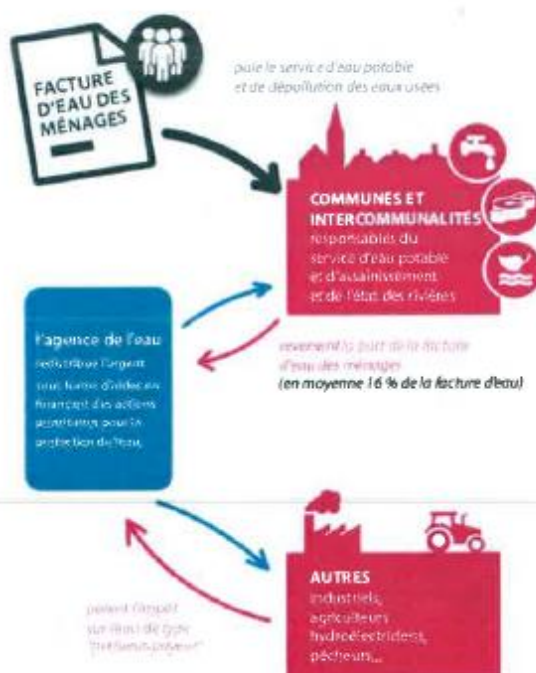 FACTURE
D'EAU DES
MÉNAGES
paie le service d'eau potable
et de dépollution des eaux usées
COMMUNES ET
INTERCOMMUNALITÉS
responsables du
service d'eau potable
et d'assainissement
et de l'état des rivières
l'agence de l'eau
redistribue l'argent
sous forme d'aides en
financant des actions
prioritaires pour la
protection de l'eau,
reversent la part de la facture
d'eau des ménages
(en moyenne 16 % de la facture d'eau)
AUTRES
industriels,
agriculteurs
hydroélectriciens,
pêcheurs...
paient l'impôt
sur l'eau de type